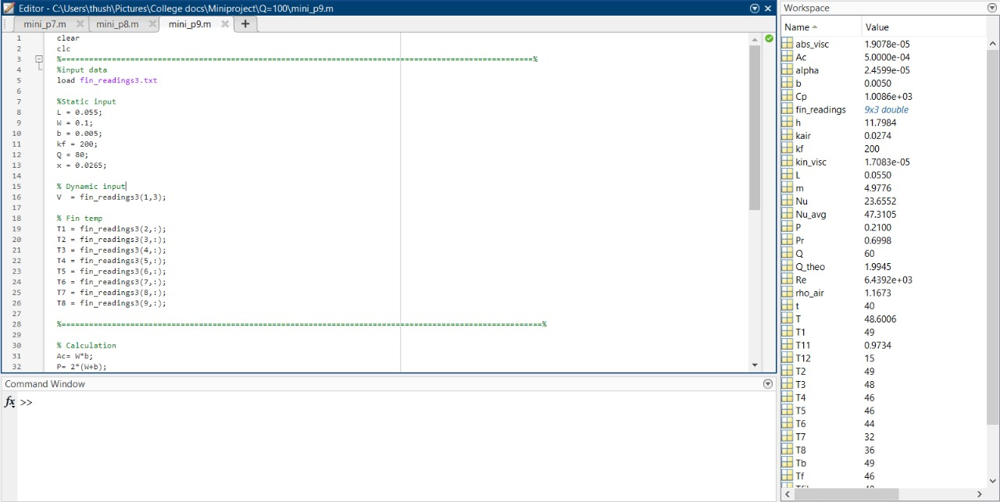 Editor - C:\Users\thush\Pictures\College docs\Miniproject\Q=100\mini_p9.m
mini_p7.m
mini_p8.m
mini_p9.m
+
1 clear
2 clc
3 %=====================================================================================================%
4 %input data
5 load fin_readings3.txt
6
7 %Static input
8 L = 0.055;
9 W = 0.1;
10 b = 0.005;
11 kf = 200;
12 Q = 80;
13 x = 0.0265;
14
15 % Dynamic input
16 V  = fin_readings3(1,3);
17
18 % Fin temp
19 T1 = fin_readings3(2,:);
20 T2 = fin_readings3(3,:);
21 T3 = fin_readings3(4,:);
22 T4 = fin_readings3(5,:);
23 T5 = fin_readings3(6,:);
24 T6 = fin_readings3(7,:);
25 T7 = fin_readings3(8,:);
26 T8 = fin_readings3(9,:);
27
28 %=======================================================================================================%
29
30 % Calculation
31 Ac= W*b;
32 P= 2*(W+b);
Command Window
fx >>
Workspace
Name Value
abs_visc 1.9078e-05
Ac 5.0000e-04
alpha 2.4599e-05
b 0.0050
Cp 1.0086e+03
fin_readings 9x3 double
h 11.7984
kair 0.0274
kf 200
kin_visc 1.7083e-05
L 0.0550
m 4.9776
Nu 23.6552
Nu_avg 47.3105
P 0.2100
Pr 0.6998
Q 60
Q_theo 1.9945
Re 6.4392e+03
rho_air 1.1673
t 40
T 48.6006
T1 49
T11 0.9734
T12 15
T2 49
T3 48
T4 46
T5 46
T6 44
T7 32
T8 36
Tb 49
Tf 46